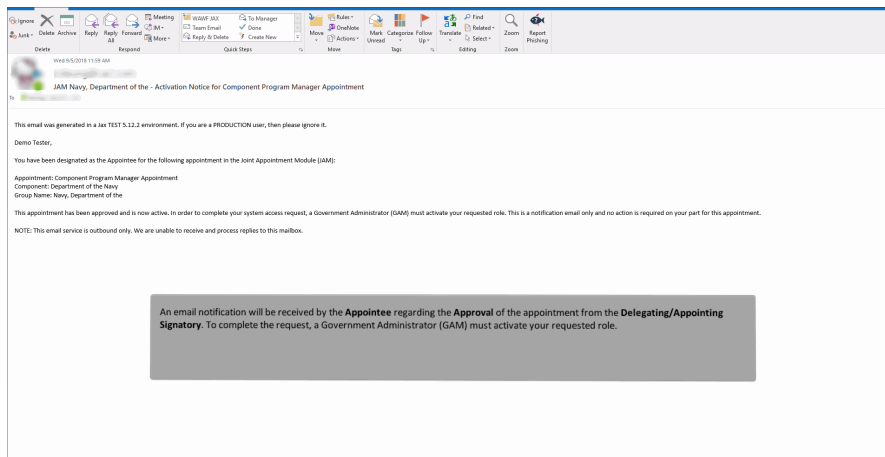 Ignore
Junk
Delete
Archive
Reply
Reply All
Forward
Meeting
IM
More
WAWF JAX
Team Email
Reply & Delete
To Manager
Done
Create New
Move
Rules
OneNote
Actions
Mark Unread
Categorize
Follow Up
Translate
Find
Related
Select
Zoom
Report Phishing
Delete
Respond
Quick Steps
Move
Tags
Editing
Zoom
Wed 9/5/2018 11:59 AM
JAM Navy, Department of the - Activation Notice for Component Program Manager Appointment
To
This email was generated in a Jax TEST 5.12.2 environment. If you are a PRODUCTION user, then please ignore it.
Demo Tester,
You have been designated as the Appointee for the following appointment in the Joint Appointment Module (JAM):
Appointment: Component Program Manager Appointment
Component: Department of the Navy
Group Name: Navy, Department of the
This appointment has been approved and is now active. In order to complete your system access request, a Government Administrator (GAM) must activate your requested role. This is a notification email only and no action is required on your part for this appointment.
NOTE: This email service is outbound only. We are unable to receive and process replies to this mailbox.
An email notification will be received by the Appointee regarding the Approval of the appointment from the Delegating/Appointing
Signatory. To complete the request, a Government Administrator (GAM) must activate your requested role.